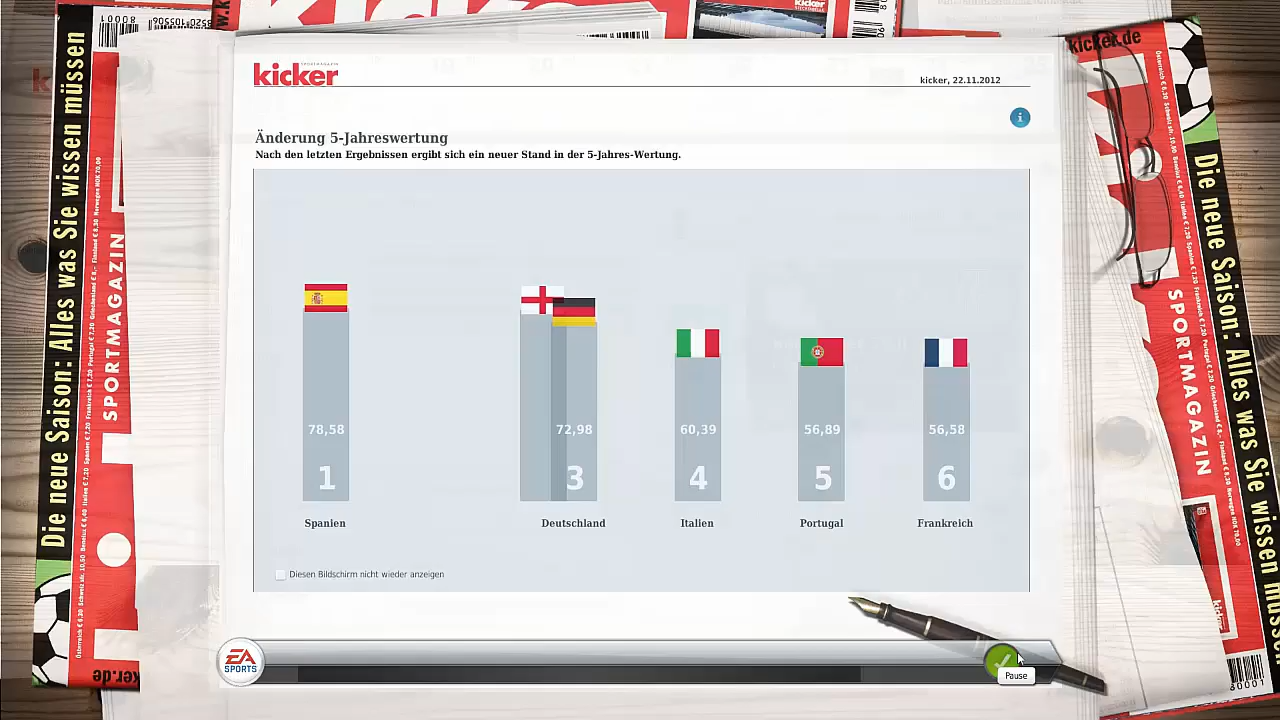 kicker
kicker, 22.11.2012
i
Änderung 5-Jahreswertung
Nach den letzten Ergebnissen ergibt sich ein neuer Stand in der 5-Jahres-Wertung.
78,58
72,98
60,39
56,89
56,58
1
3
4
5
6
Spanien
Deutschland
Italien
Portugal
Frankreich
Diesen Bildschirm nicht wieder anzeigen
EA
SPORTS
Pause
Die neue Saison: Alles was Sie wissen müssen
SPORTMAGAZIN
kicker.de
Die neue Saison: Alles was Sie wissen müssen
SPORTMAGAZIN
kicker
30001